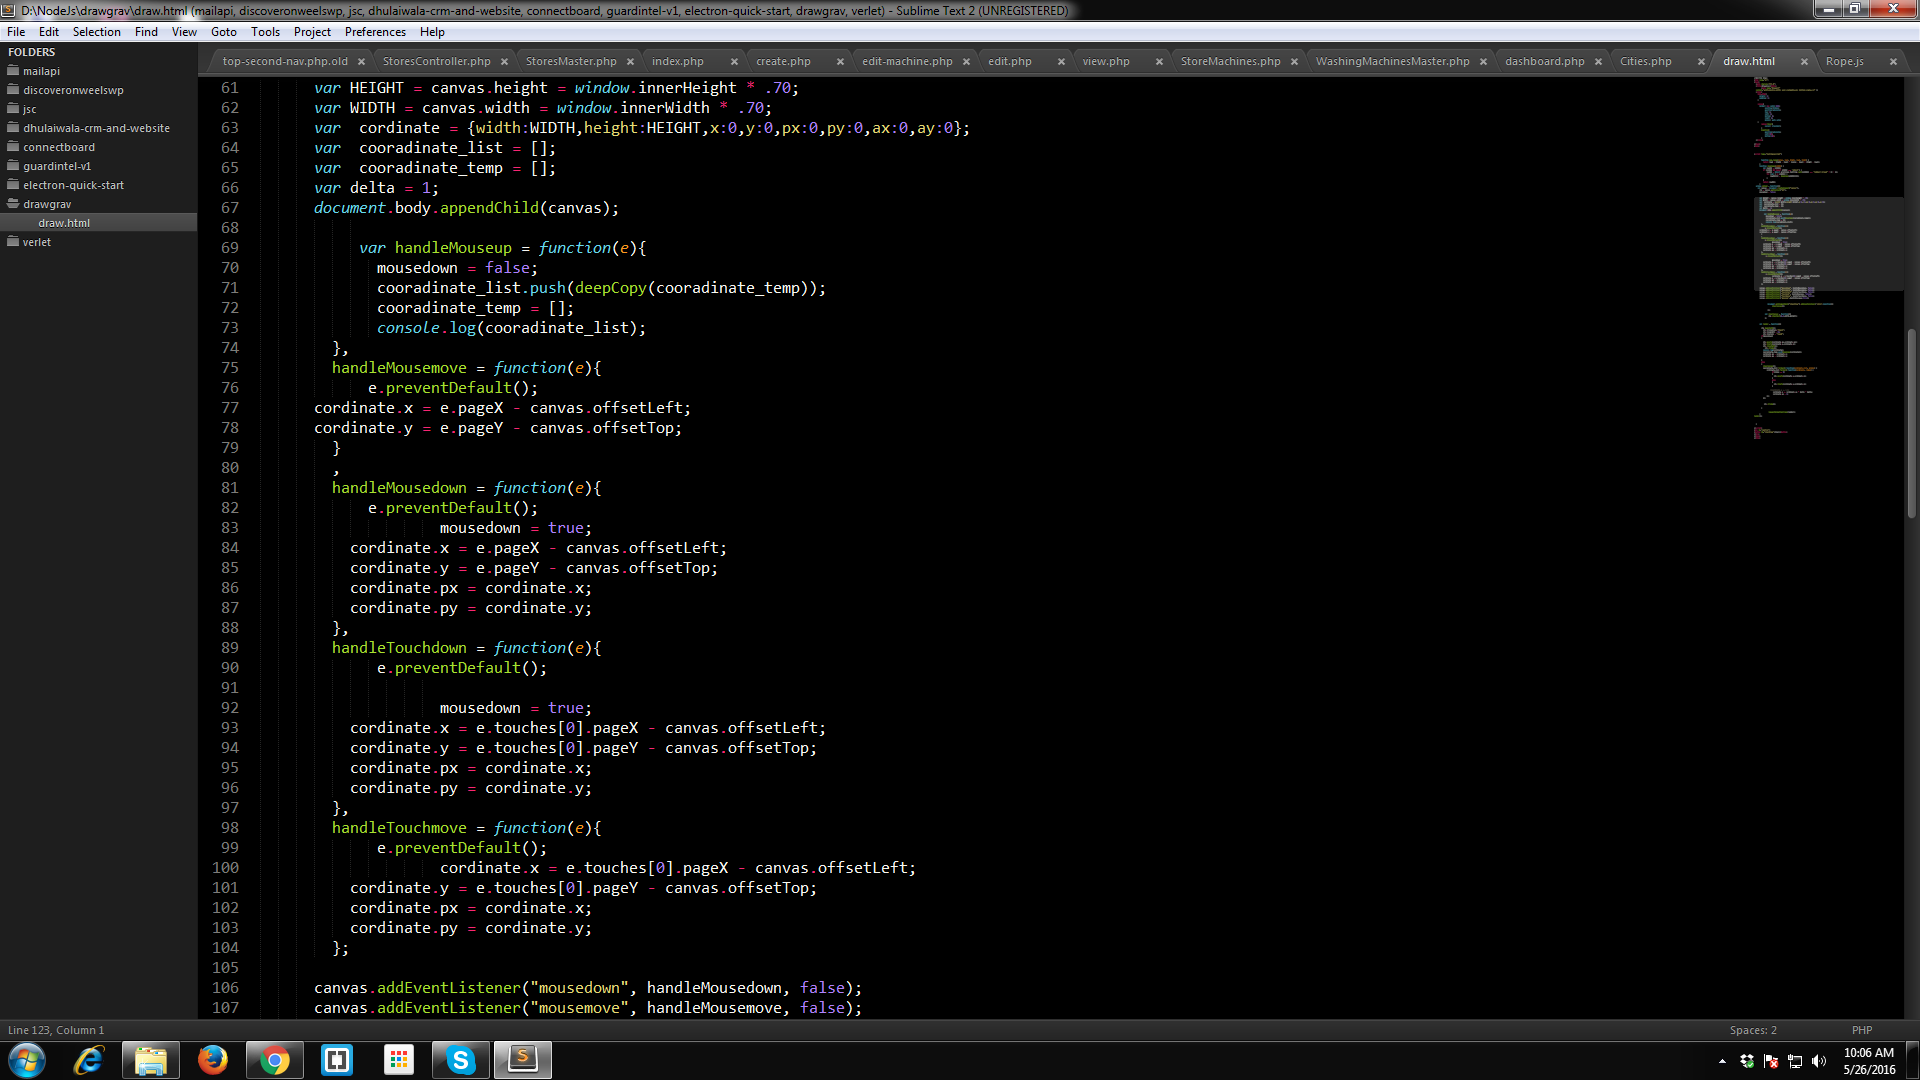 D:\NodeJs\drawgrav\draw.html (mailapi, discoveronweelswp, jsc, dhulaiwala-crm-and-website, connectboard, guardintel-v1, electron-quick-start, drawgrav, verlet) - Sublime Text 2 (UNREGISTERED)
File Edit Selection Find View Goto Tools Project Preferences Help
FOLDERS
mailapi
discoveronweelswp
jsc
dhulaiwala-crm-and-website
connectboard
guardintel-v1
electron-quick-start
drawgrav
draw.html
verlet
top-second-nav.php.old StoresController.php StoresMaster.php index.php create.php edit-machine.php edit.php view.php StoreMachines.php WashingMachinesMaster.php dashboard.php Cities.php draw.html Rope.js
61 var HEIGHT = canvas.height = window.innerHeight * .70;
62 var WIDTH = canvas.width = window.innerWidth * .70;
63 var  cordinate = {width:WIDTH,height:HEIGHT,x:0,y:0,px:0,py:0,ax:0,ay:0};
64 var  cooradinate_list = [];
65 var  cooradinate_temp = [];
66 var delta = 1;
67 document.body.appendChild(canvas);
68
69 var handleMouseup = function(e){
70 mousedown = false;
71 cooradinate_list.push(deepCopy(cooradinate_temp));
72 cooradinate_temp = [];
73 console.log(cooradinate_list);
74 },
75 handleMousemove = function(e){
76 e.preventDefault();
77 cordinate.x = e.pageX - canvas.offsetLeft;
78 cordinate.y = e.pageY - canvas.offsetTop;
79 }
80 ,
81 handleMousedown = function(e){
82 e.preventDefault();
83 mousedown = true;
84 cordinate.x = e.pageX - canvas.offsetLeft;
85 cordinate.y = e.pageY - canvas.offsetTop;
86 cordinate.px = cordinate.x;
87 cordinate.py = cordinate.y;
88 },
89 handleTouchdown = function(e){
90 e.preventDefault();
91
92 mousedown = true;
93 cordinate.x = e.touches[0].pageX - canvas.offsetLeft;
94 cordinate.y = e.touches[0].pageY - canvas.offsetTop;
95 cordinate.px = cordinate.x;
96 cordinate.py = cordinate.y;
97 },
98 handleTouchmove = function(e){
99 e.preventDefault();
100 cordinate.x = e.touches[0].pageX - canvas.offsetLeft;
101 cordinate.y = e.touches[0].pageY - canvas.offsetTop;
102 cordinate.px = cordinate.x;
103 cordinate.py = cordinate.y;
104 };
105
106 canvas.addEventListener("mousedown", handleMousedown, false);
107 canvas.addEventListener("mousemove", handleMousemove, false);
Line 123, Column 1 Spaces: 2 PHP
10:06 AM
5/26/2016